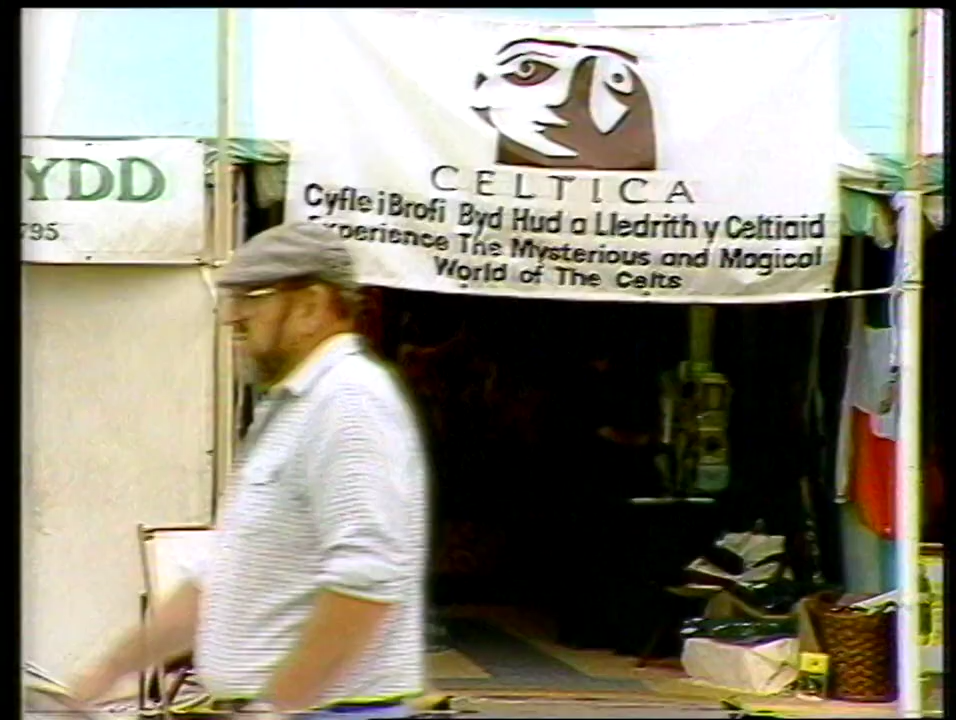 YDD
795
CELTICA
Cyfle i Brofi Byd Hud a Lledrith y Celtiaid
Experience The Mysterious and Magical
World of The Celts